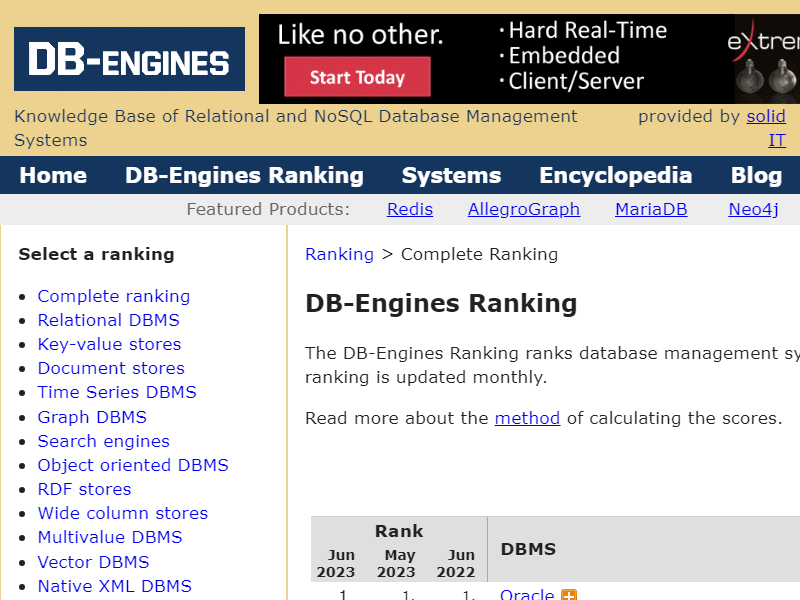 DB-ENGINES
Like no other.
Start Today
·Hard Real-Time
·Embedded
·Client/Server
Knowledge Base of Relational and NoSQL Database Management
Systems
provided by solid
IT
Home DB-Engines Ranking Systems Encyclopedia Blog
Featured Products: Redis AllegroGraph MariaDB Neo4j
Select a ranking
• Complete ranking
• Relational DBMS
• Key-value stores
• Document stores
• Time Series DBMS
• Graph DBMS
• Search engines
• Object oriented DBMS
• RDF stores
• Wide column stores
• Multivalue DBMS
• Vector DBMS
• Native XML DBMS
Ranking > Complete Ranking
DB-Engines Ranking
The DB-Engines Ranking ranks database management
ranking is updated monthly.
Read more about the method of calculating the scores.
Rank
Jun May Jun
2023 2023 2022
DBMS
1. 1. 1. Oracle